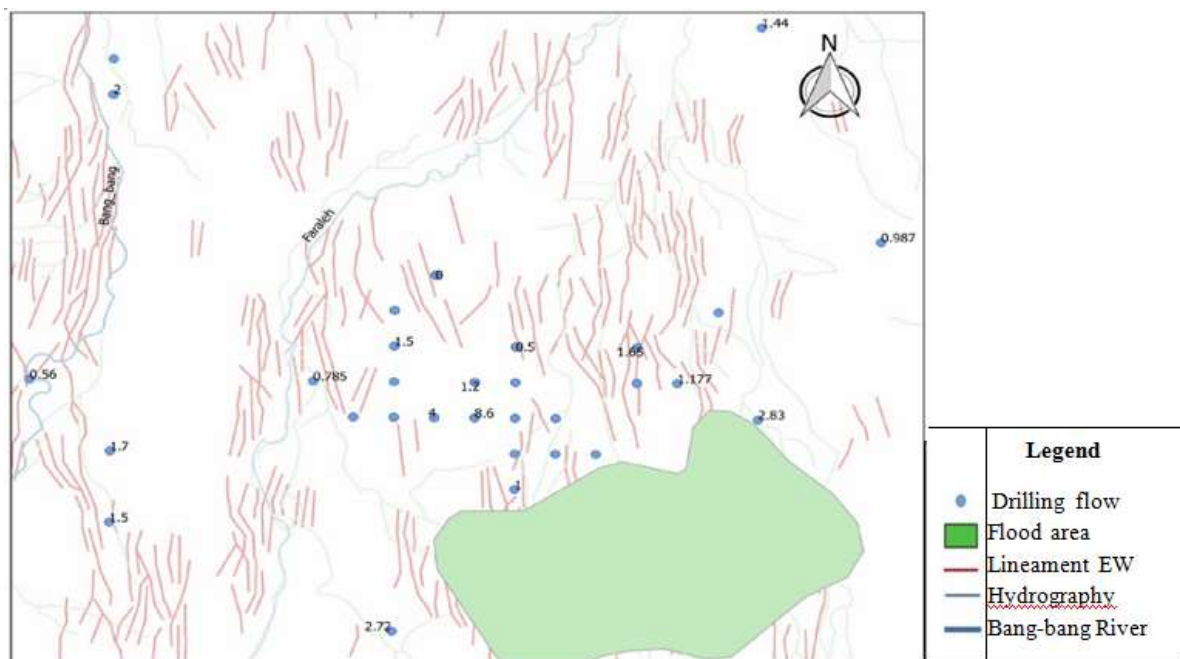 1.44
N
2
Bang_bang
Faraleh
0.987
0
1.5
0.5
1.65
0.56
0.785
1.2
1.177
4
8.6
2.83
1.7
1
1.5
2.72
Legend
Drilling flow
Flood area
Lineament EW
Hydrography
Bang-bang River